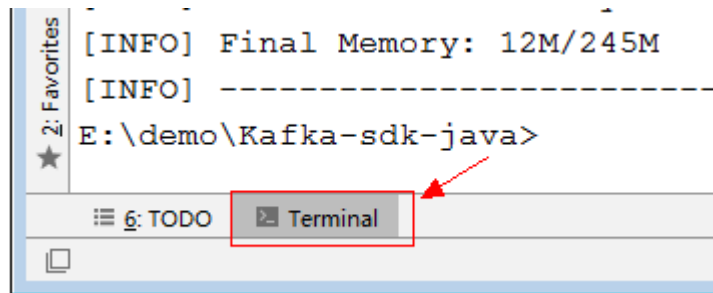 [INFO] Final Memory: 12M/245M
[INFO] --------------------------
E:\demo\Kafka-sdk-java>
2: Favorites
6: TODO Terminal